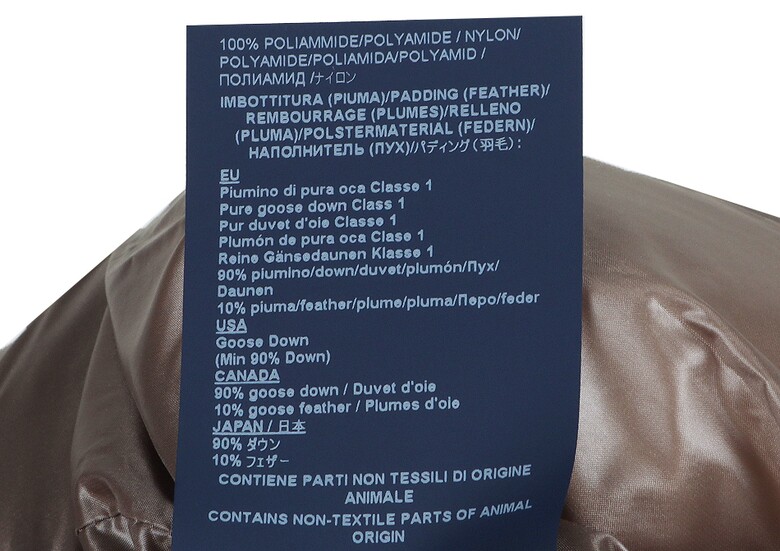 100% POLIAMMIDE/POLYAMIDE / NYLON/
POLYAMIDE/POLIAMIDA/POLYAMID /
ПОЛИАМИД /ナイロン
IMBOTTITURA (PIUMA)/PADDING (FEATHER)/
REMBOURRAGE (PLUMES)/RELLENO
(PLUMA)/POLSTERMATERIAL (FEDERN)/
НАПОЛНИТЕЛЬ (ПУХ)/パディング(羽毛):
EU
Piumino di pura oca Classe 1
Pure goose down Class 1
Pur duvet d'oie Classe 1
Plumón de pura oca Clase 1
Reine Gänsedaunen Klasse 1
90% piumino/down/duvet/plumón/Пух/
Daunen
10% piuma/feather/plume/pluma/Перо/feder
USA
Goose Down
(Min 90% Down)
CANADA
90% goose down / Duvet d'oie
10% goose feather / Plumes d'oie
JAPAN / 日本
90% ダウン
10% フェザー
CONTIENE PARTI NON TESSILI DI ORIGINE
ANIMALE
CONTAINS NON-TEXTILE PARTS OF ANIMAL
ORIGIN